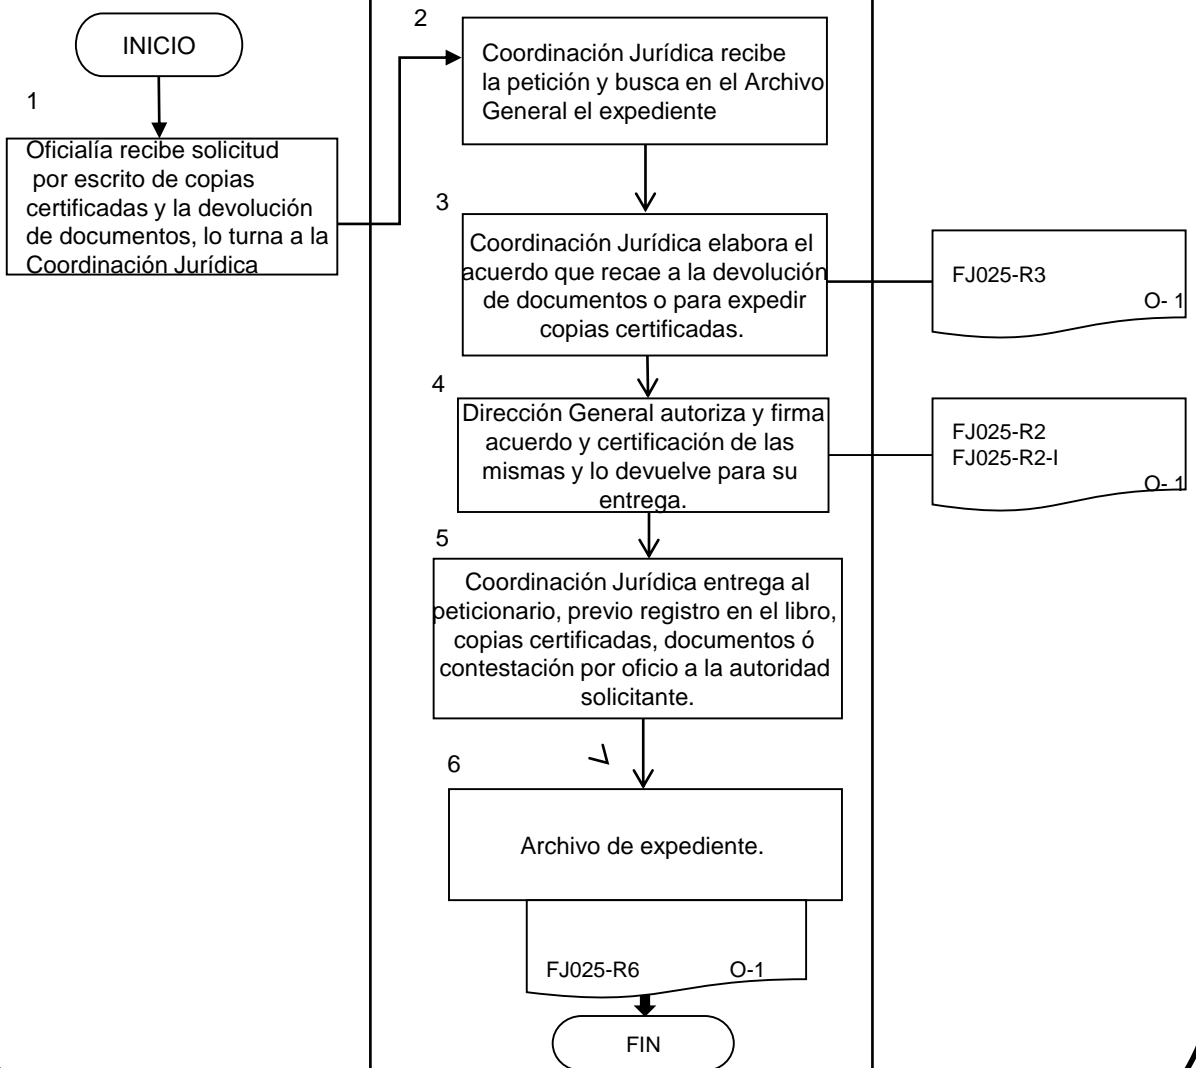 INICIO
1
Oficialía recibe solicitud
por escrito de copias
certificadas y la devolución
de documentos, lo turna a la
Coordinación Jurídica
2
Coordinación Jurídica recibe
la petición y busca en el Archivo
General el expediente
3
Coordinación Jurídica elabora el
acuerdo que recae a la devolución
de documentos o para expedir
copias certificadas.
FJ025-R3
O- 1
4
Dirección General autoriza y firma
acuerdo y certificación de las
mismas y lo devuelve para su
entrega.
FJ025-R2
FJ025-R2-I
O- 1
5
Coordinación Jurídica entrega al
peticionario, previo registro en el libro,
copias certificadas, documentos ó
contestación por oficio a la autoridad
solicitante.
6
Archivo de expediente.
FJ025-R6 O-1
FIN